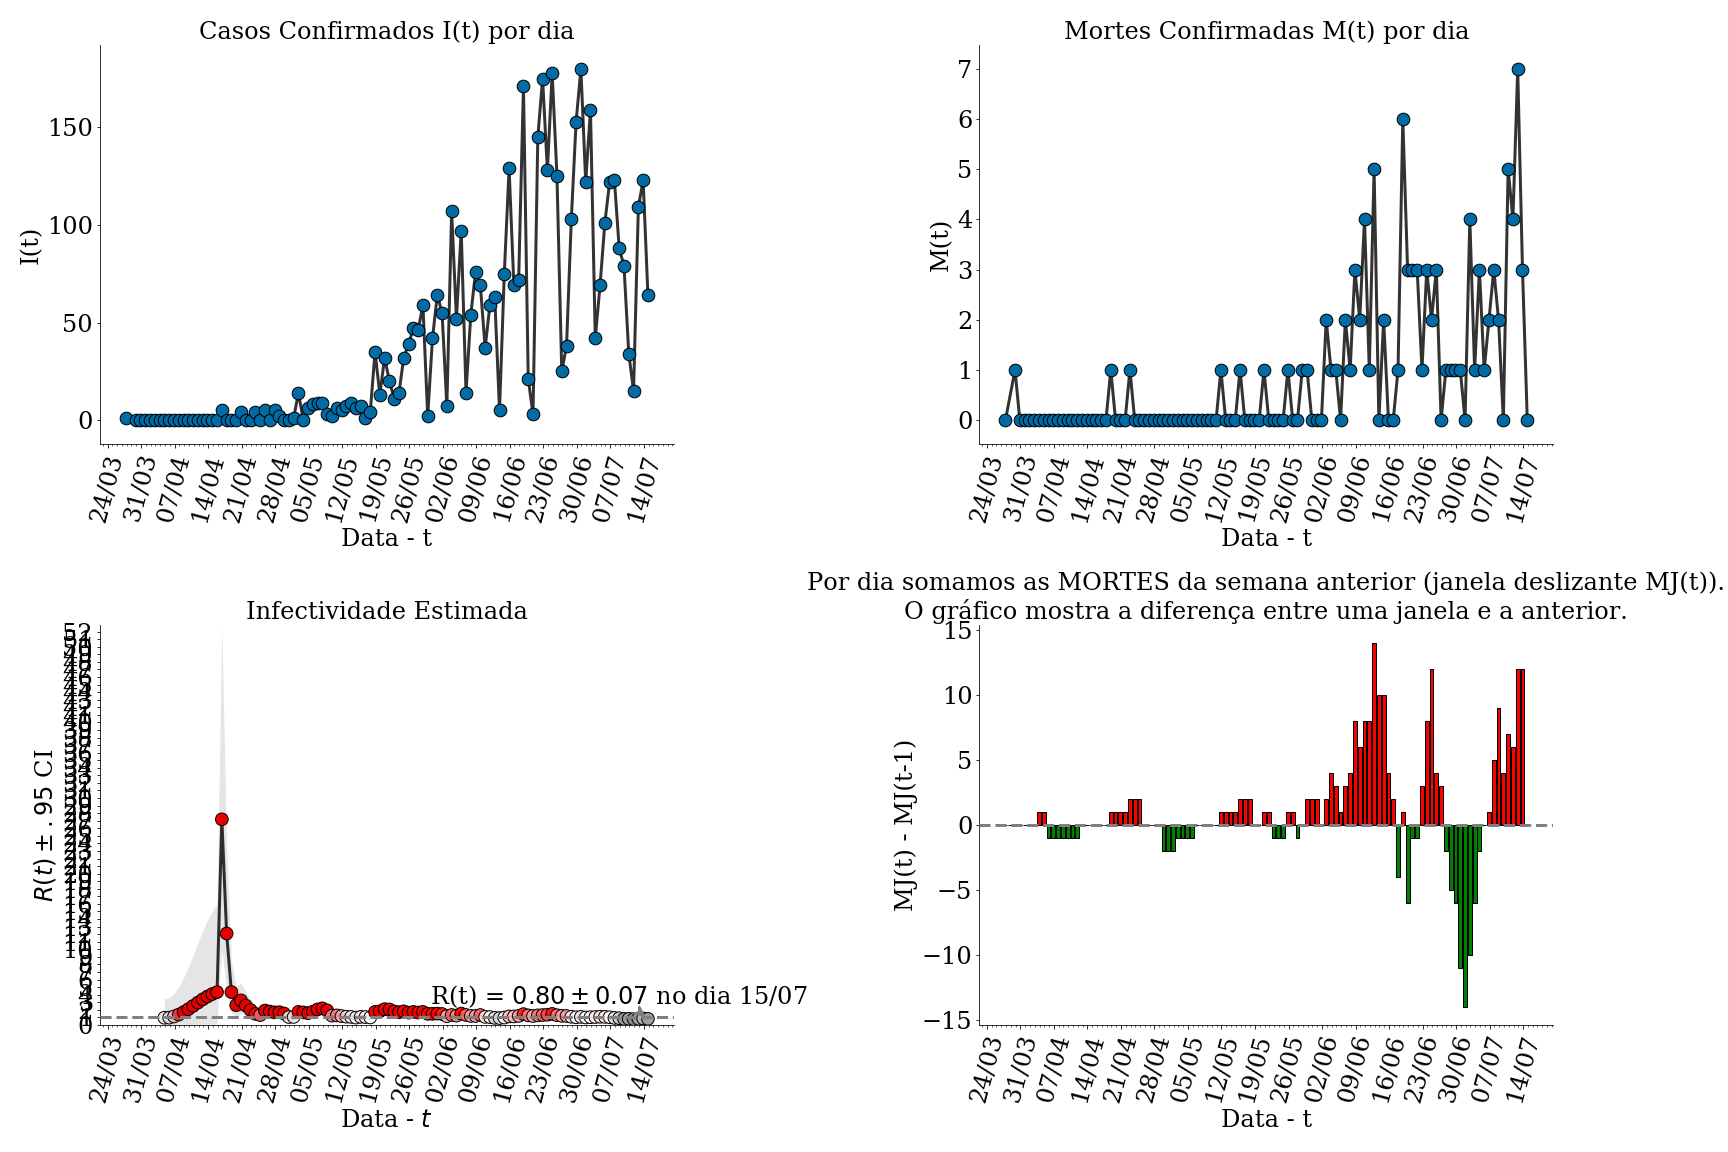 Casos Confirmados I(t) por dia
I(t)
150
100
50
0
24/03 31/03 07/04 14/04 21/04 28/04 05/05 12/05 19/05 26/05 02/06 09/06 16/06 23/06 30/06 07/07 14/07
Data - t
Mortes Confirmadas M(t) por dia
M(t)
7
6
5
4
3
2
1
0
24/03 31/03 07/04 14/04 21/04 28/04 05/05 12/05 19/05 26/05 02/06 09/06 16/06 23/06 30/06 07/07 14/07
Data - t
Infectividade Estimada
R(t) ± .95 CI
52
0
R(t) = 0.80 ± 0.07 no dia 15/07
24/03 31/03 07/04 14/04 21/04 28/04 05/05 12/05 19/05 26/05 02/06 09/06 16/06 23/06 30/06 07/07 14/07
Data - t
Por dia somamos as MORTES da semana anterior (janela deslizante MJ(t)).
O gráfico mostra a diferença entre uma janela e a anterior.
MJ(t) - MJ(t-1)
15
10
5
0
−5
−10
−15
24/03 31/03 07/04 14/04 21/04 28/04 05/05 12/05 19/05 26/05 02/06 09/06 16/06 23/06 30/06 07/07 14/07
Data - t